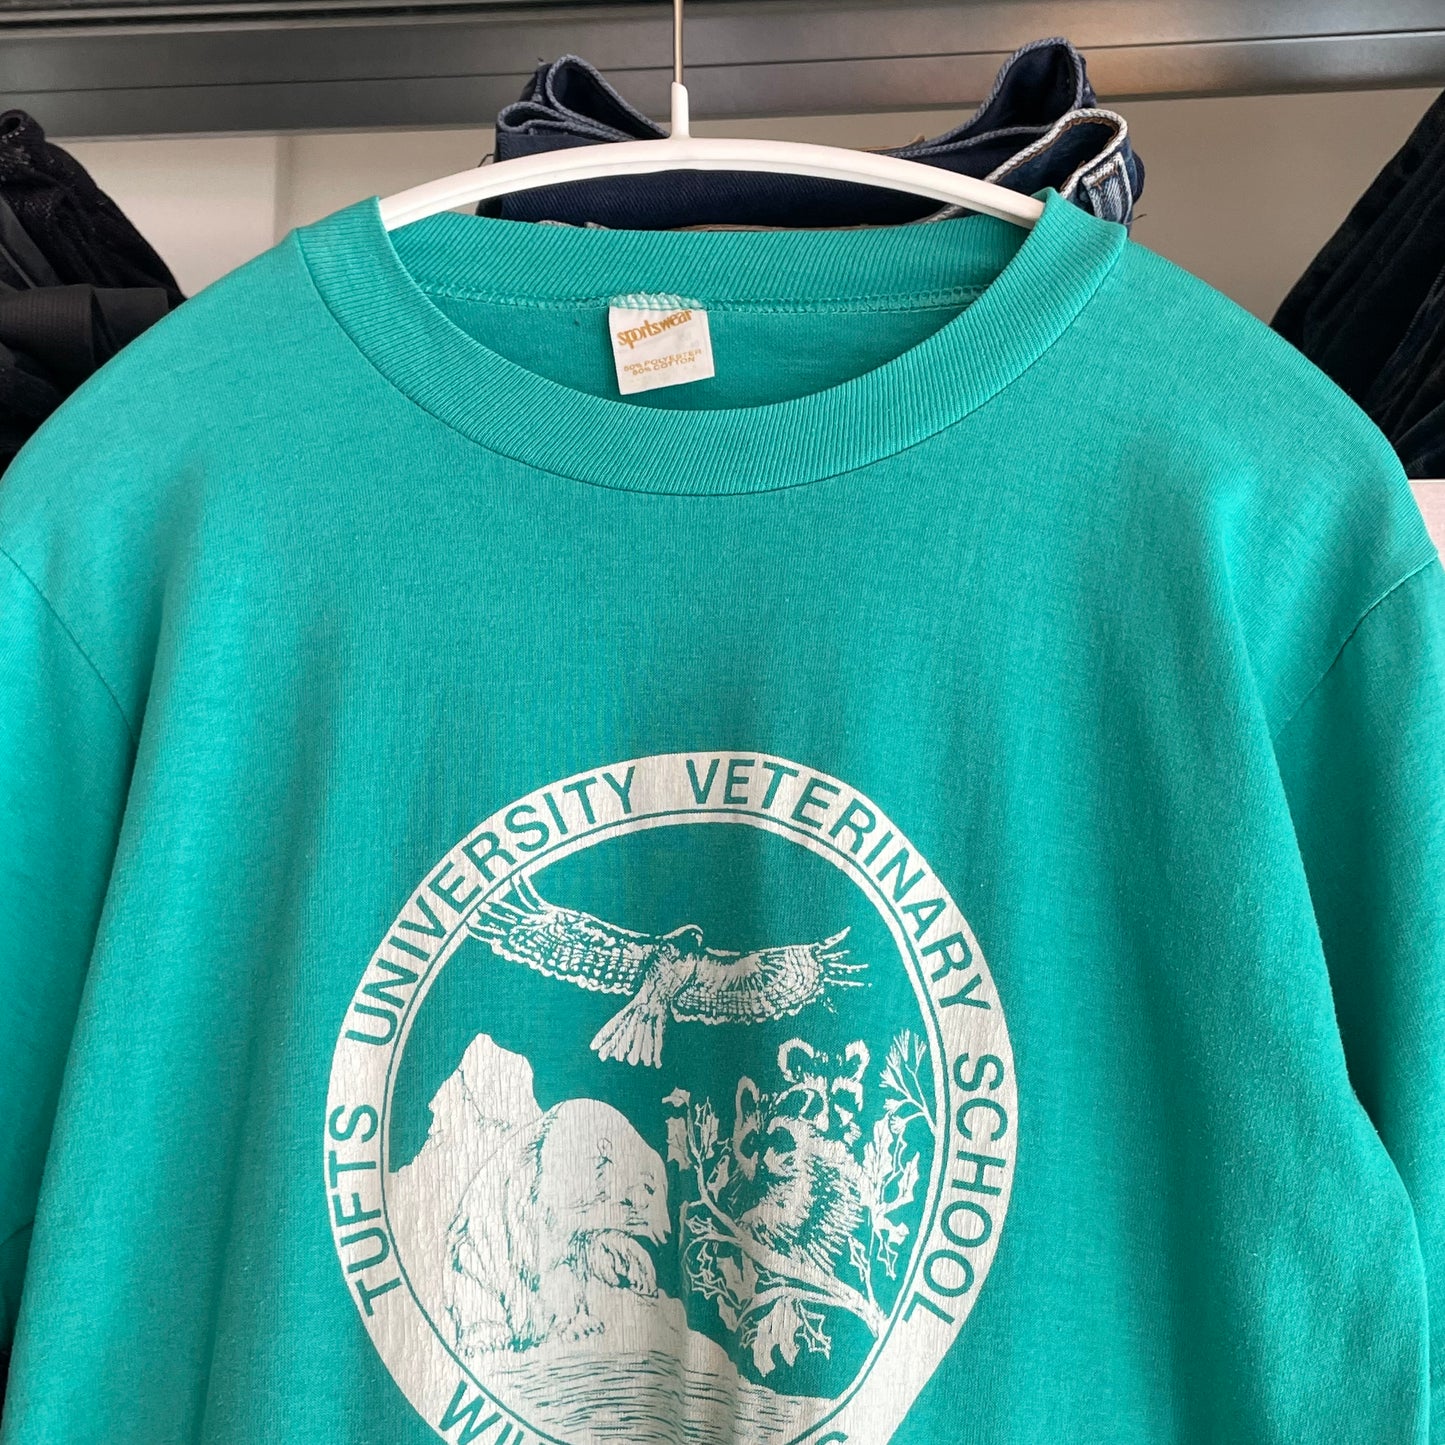 sportswear
50% POLYESTER
50% COTTON
TUFTS UNIVERSITY VETERINARY SCHOOL